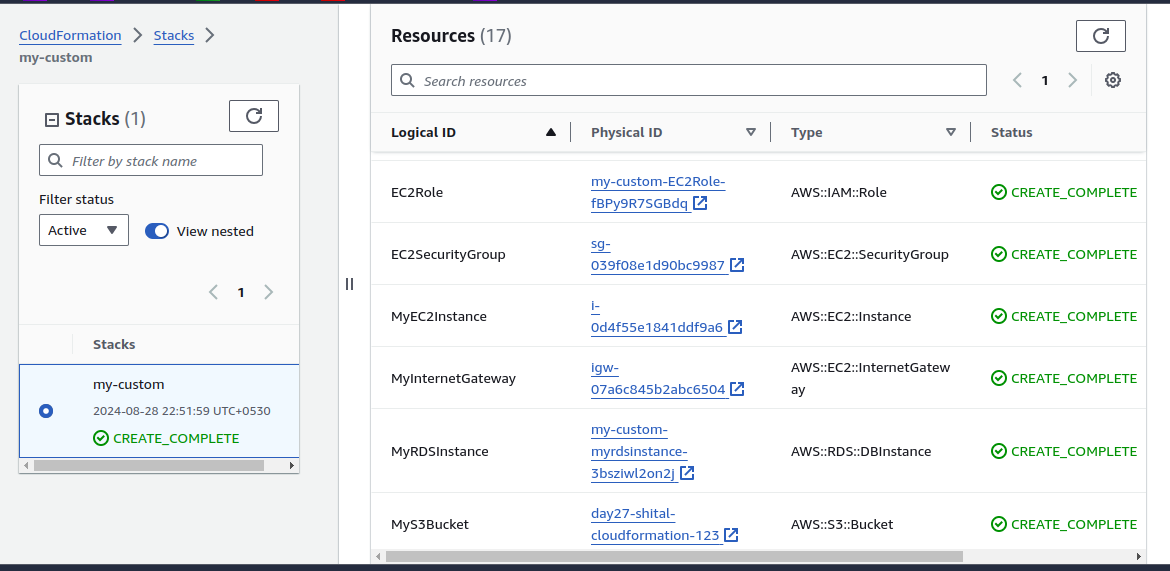 CloudFormation > Stacks >
my-custom
Stacks (1)
Filter by stack name
Filter status
Active
View nested
1
Stacks
my-custom
2024-08-28 22:51:59 UTC+0530
CREATE_COMPLETE
Resources (17)
Search resources
1
Logical ID Physical ID Type Status
EC2Role
my-custom-EC2Role-
fBPy9R7SGBdq
AWS::IAM::Role
CREATE_COMPLETE
EC2SecurityGroup
sg-
039f08e1d90bc9987
AWS::EC2::SecurityGroup
CREATE_COMPLETE
MyEC2Instance
i-
0d4f55e1841ddf9a6
AWS::EC2::Instance
CREATE_COMPLETE
MyInternetGateway
igw-
07a6c845b2abc6504
AWS::EC2::InternetGatew
ay
CREATE_COMPLETE
MyRDSInstance
my-custom-
myrdsinstance-
3bsziwl2on2j
AWS::RDS::DBInstance
CREATE_COMPLETE
MyS3Bucket
day27-shital-
cloudformation-123
AWS::S3::Bucket
CREATE_COMPLETE